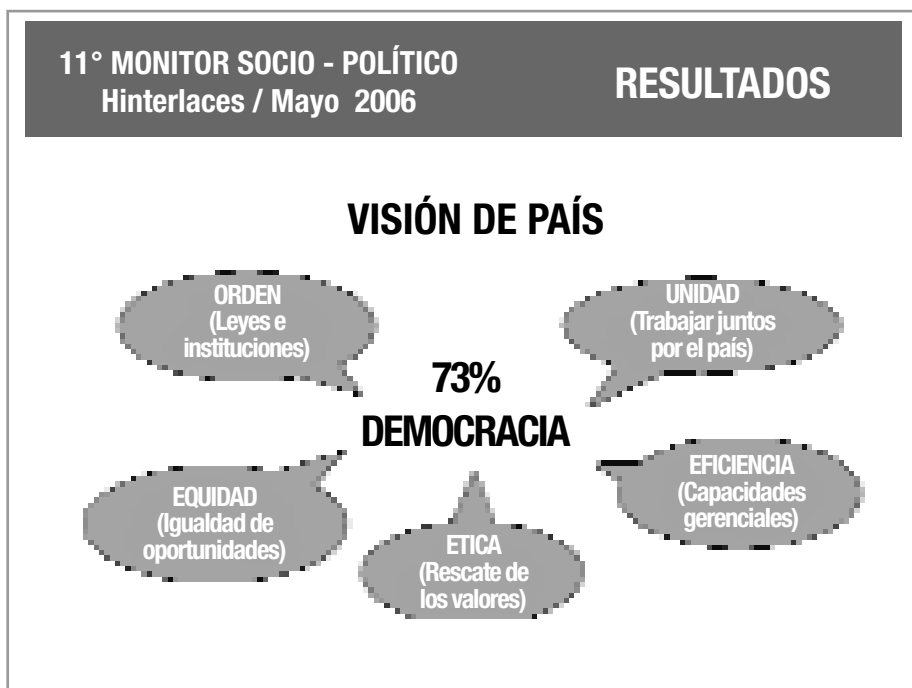 11° MONITOR SOCIO - POLÍTICO
Hinterlaces / Mayo 2006
RESULTADOS
VISIÓN DE PAÍS
ORDEN
(Leyes e
instituciones)
UNIDAD
(Trabajar juntos
por el país)
73%
DEMOCRACIA
EQUIDAD
(Igualdad de
oportunidades)
ETICA
(Rescate de
los valores)
EFICIENCIA
(Capacidades
gerenciales)